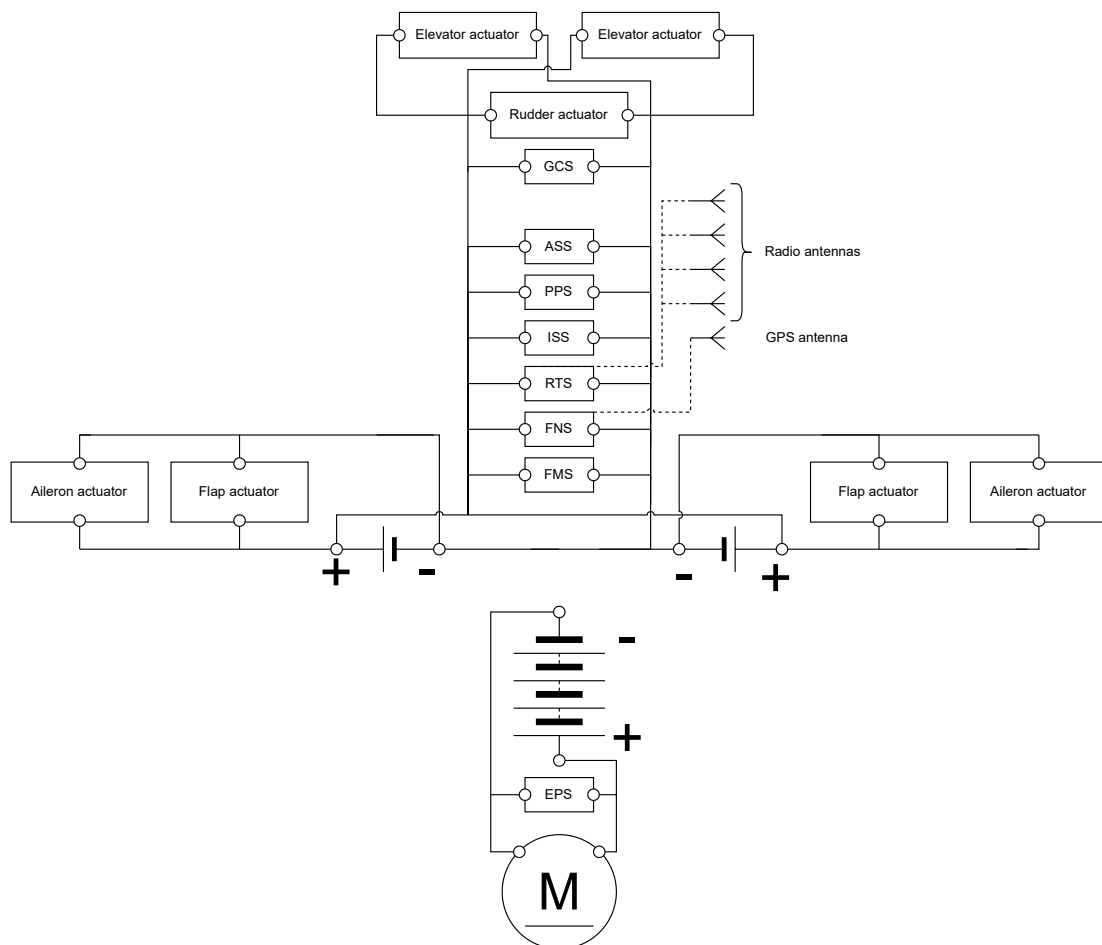 Elevator actuator
Elevator actuator
Rudder actuator
GCS
ASS
Radio antennas
PPS
ISS
GPS antenna
RTS
FNS
FMS
Aileron actuator
Flap actuator
Flap actuator
Aileron actuator
+
-
-
+
-
+
EPS
M